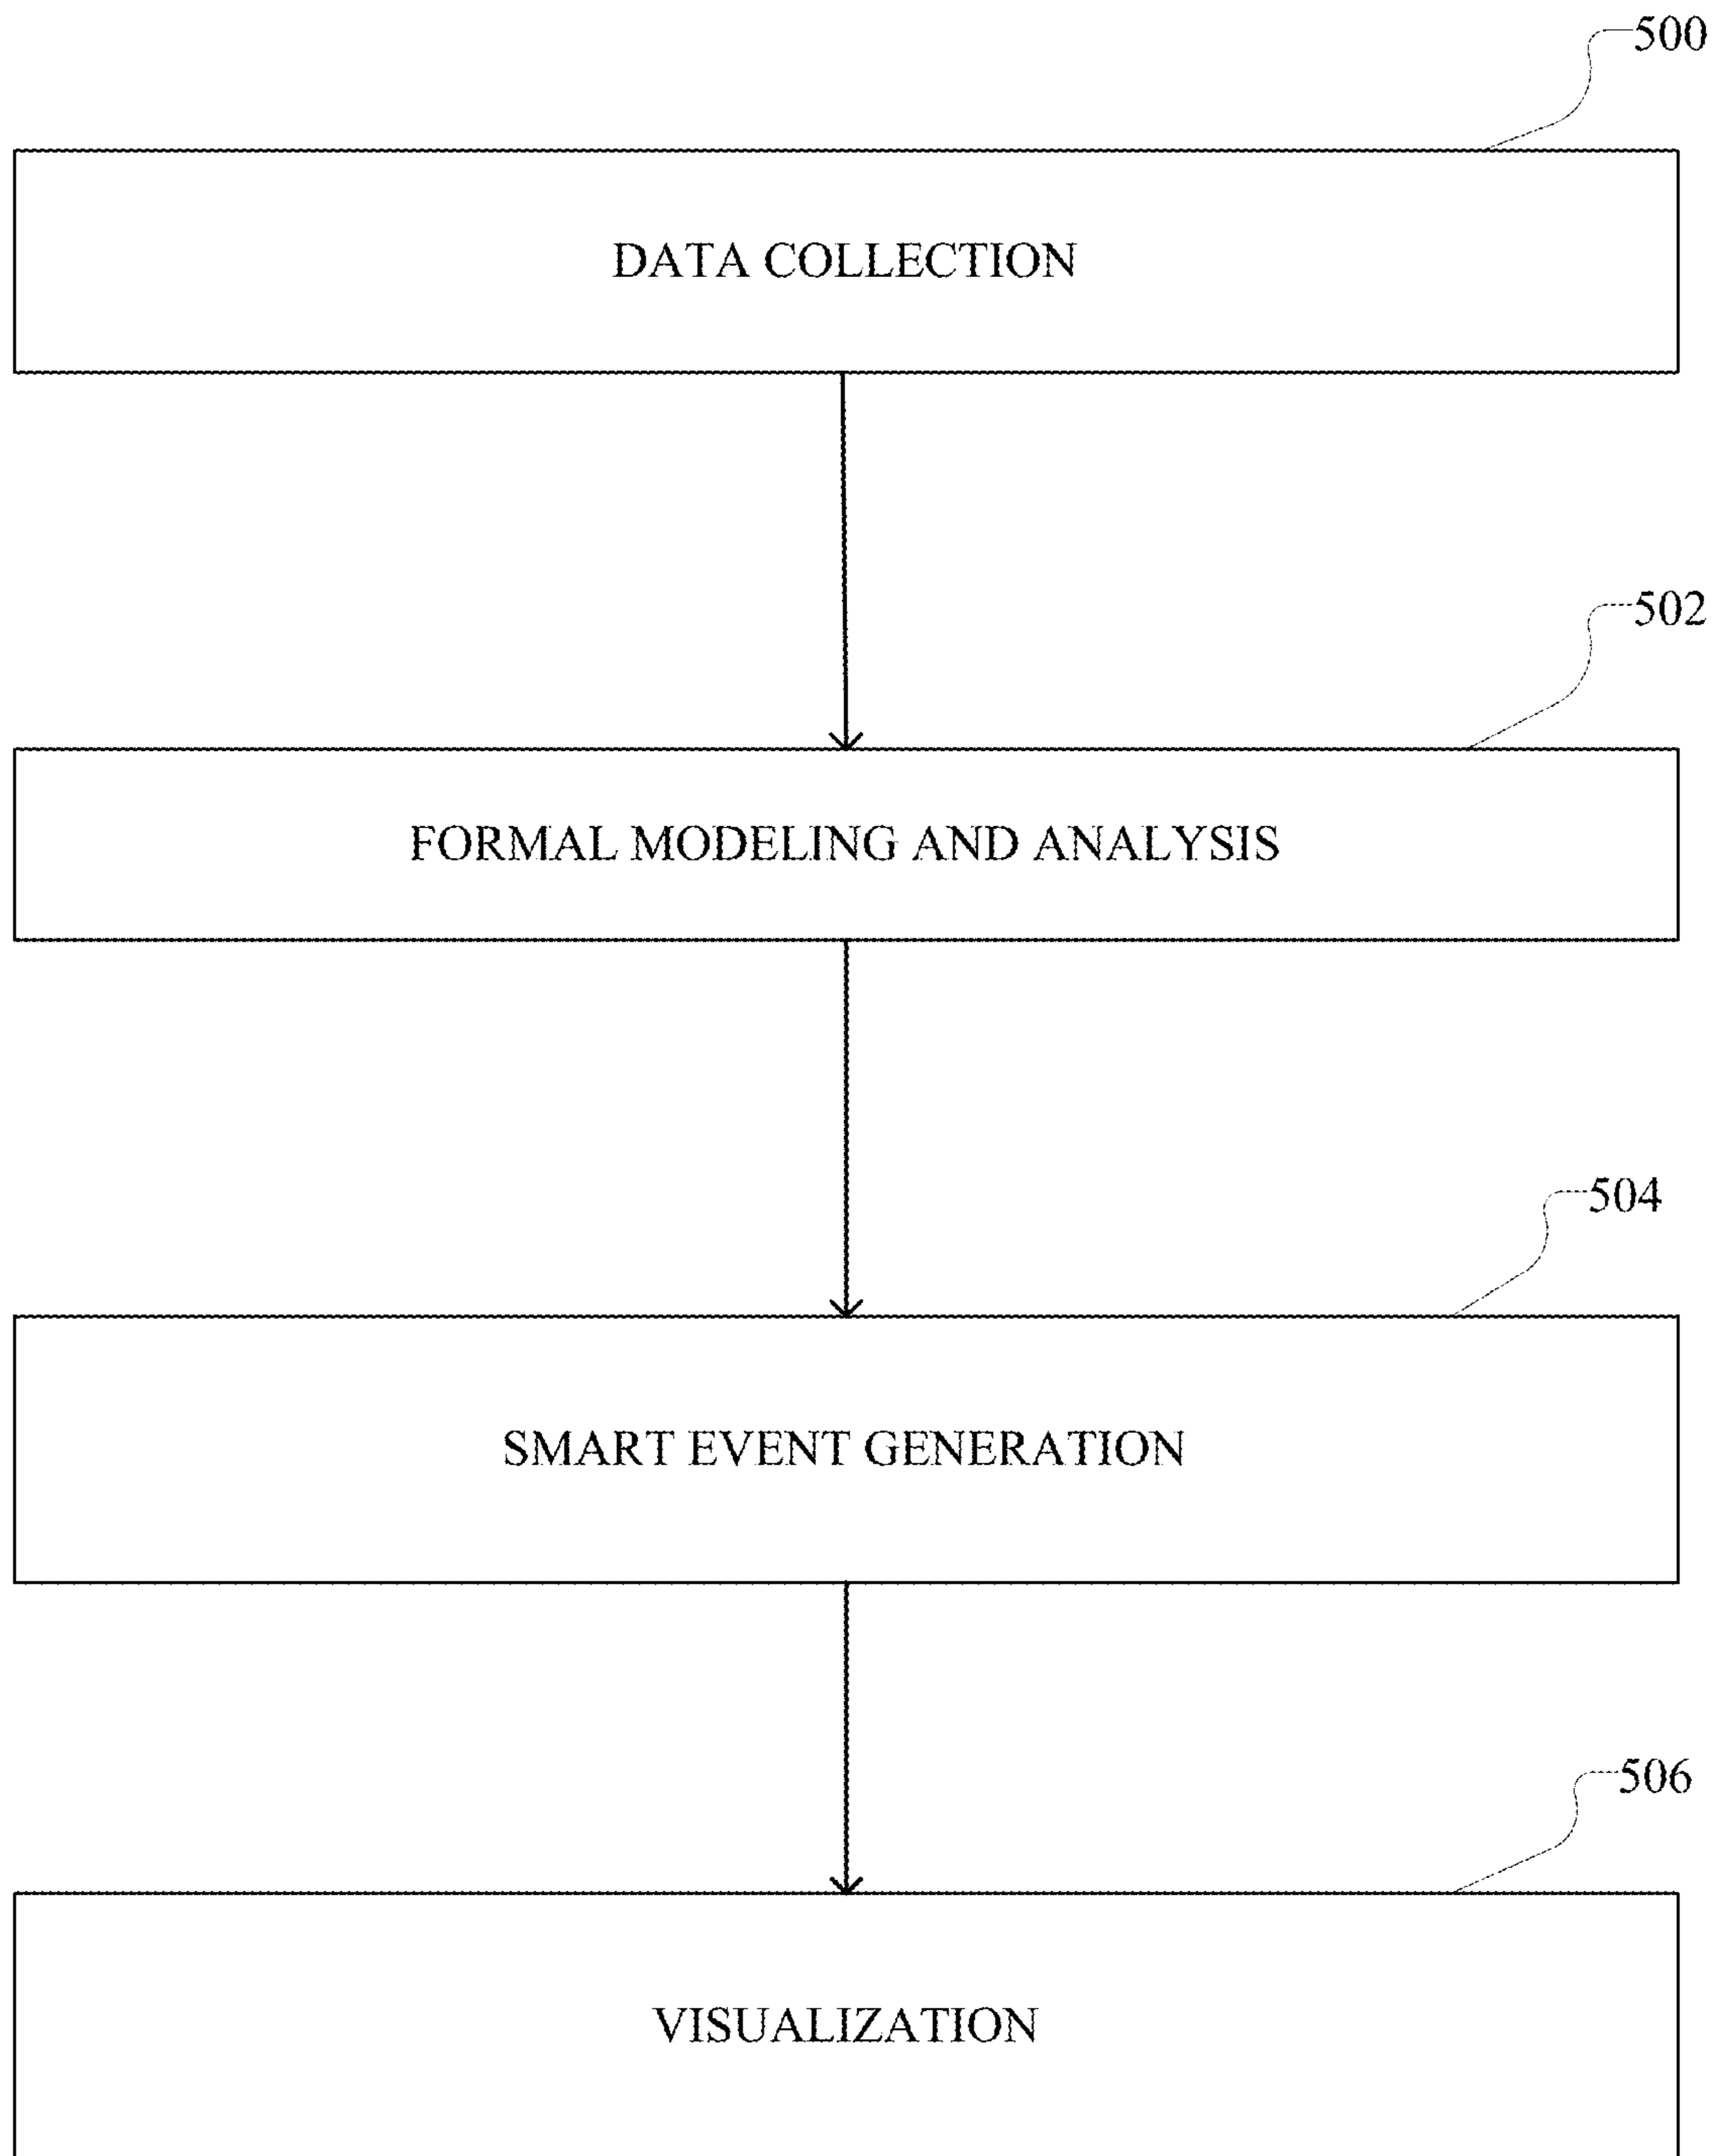 500
DATA COLLECTION
502
FORMAL MODELING AND ANALYSIS
504
SMART EVENT GENERATION
506
VISUALIZATION